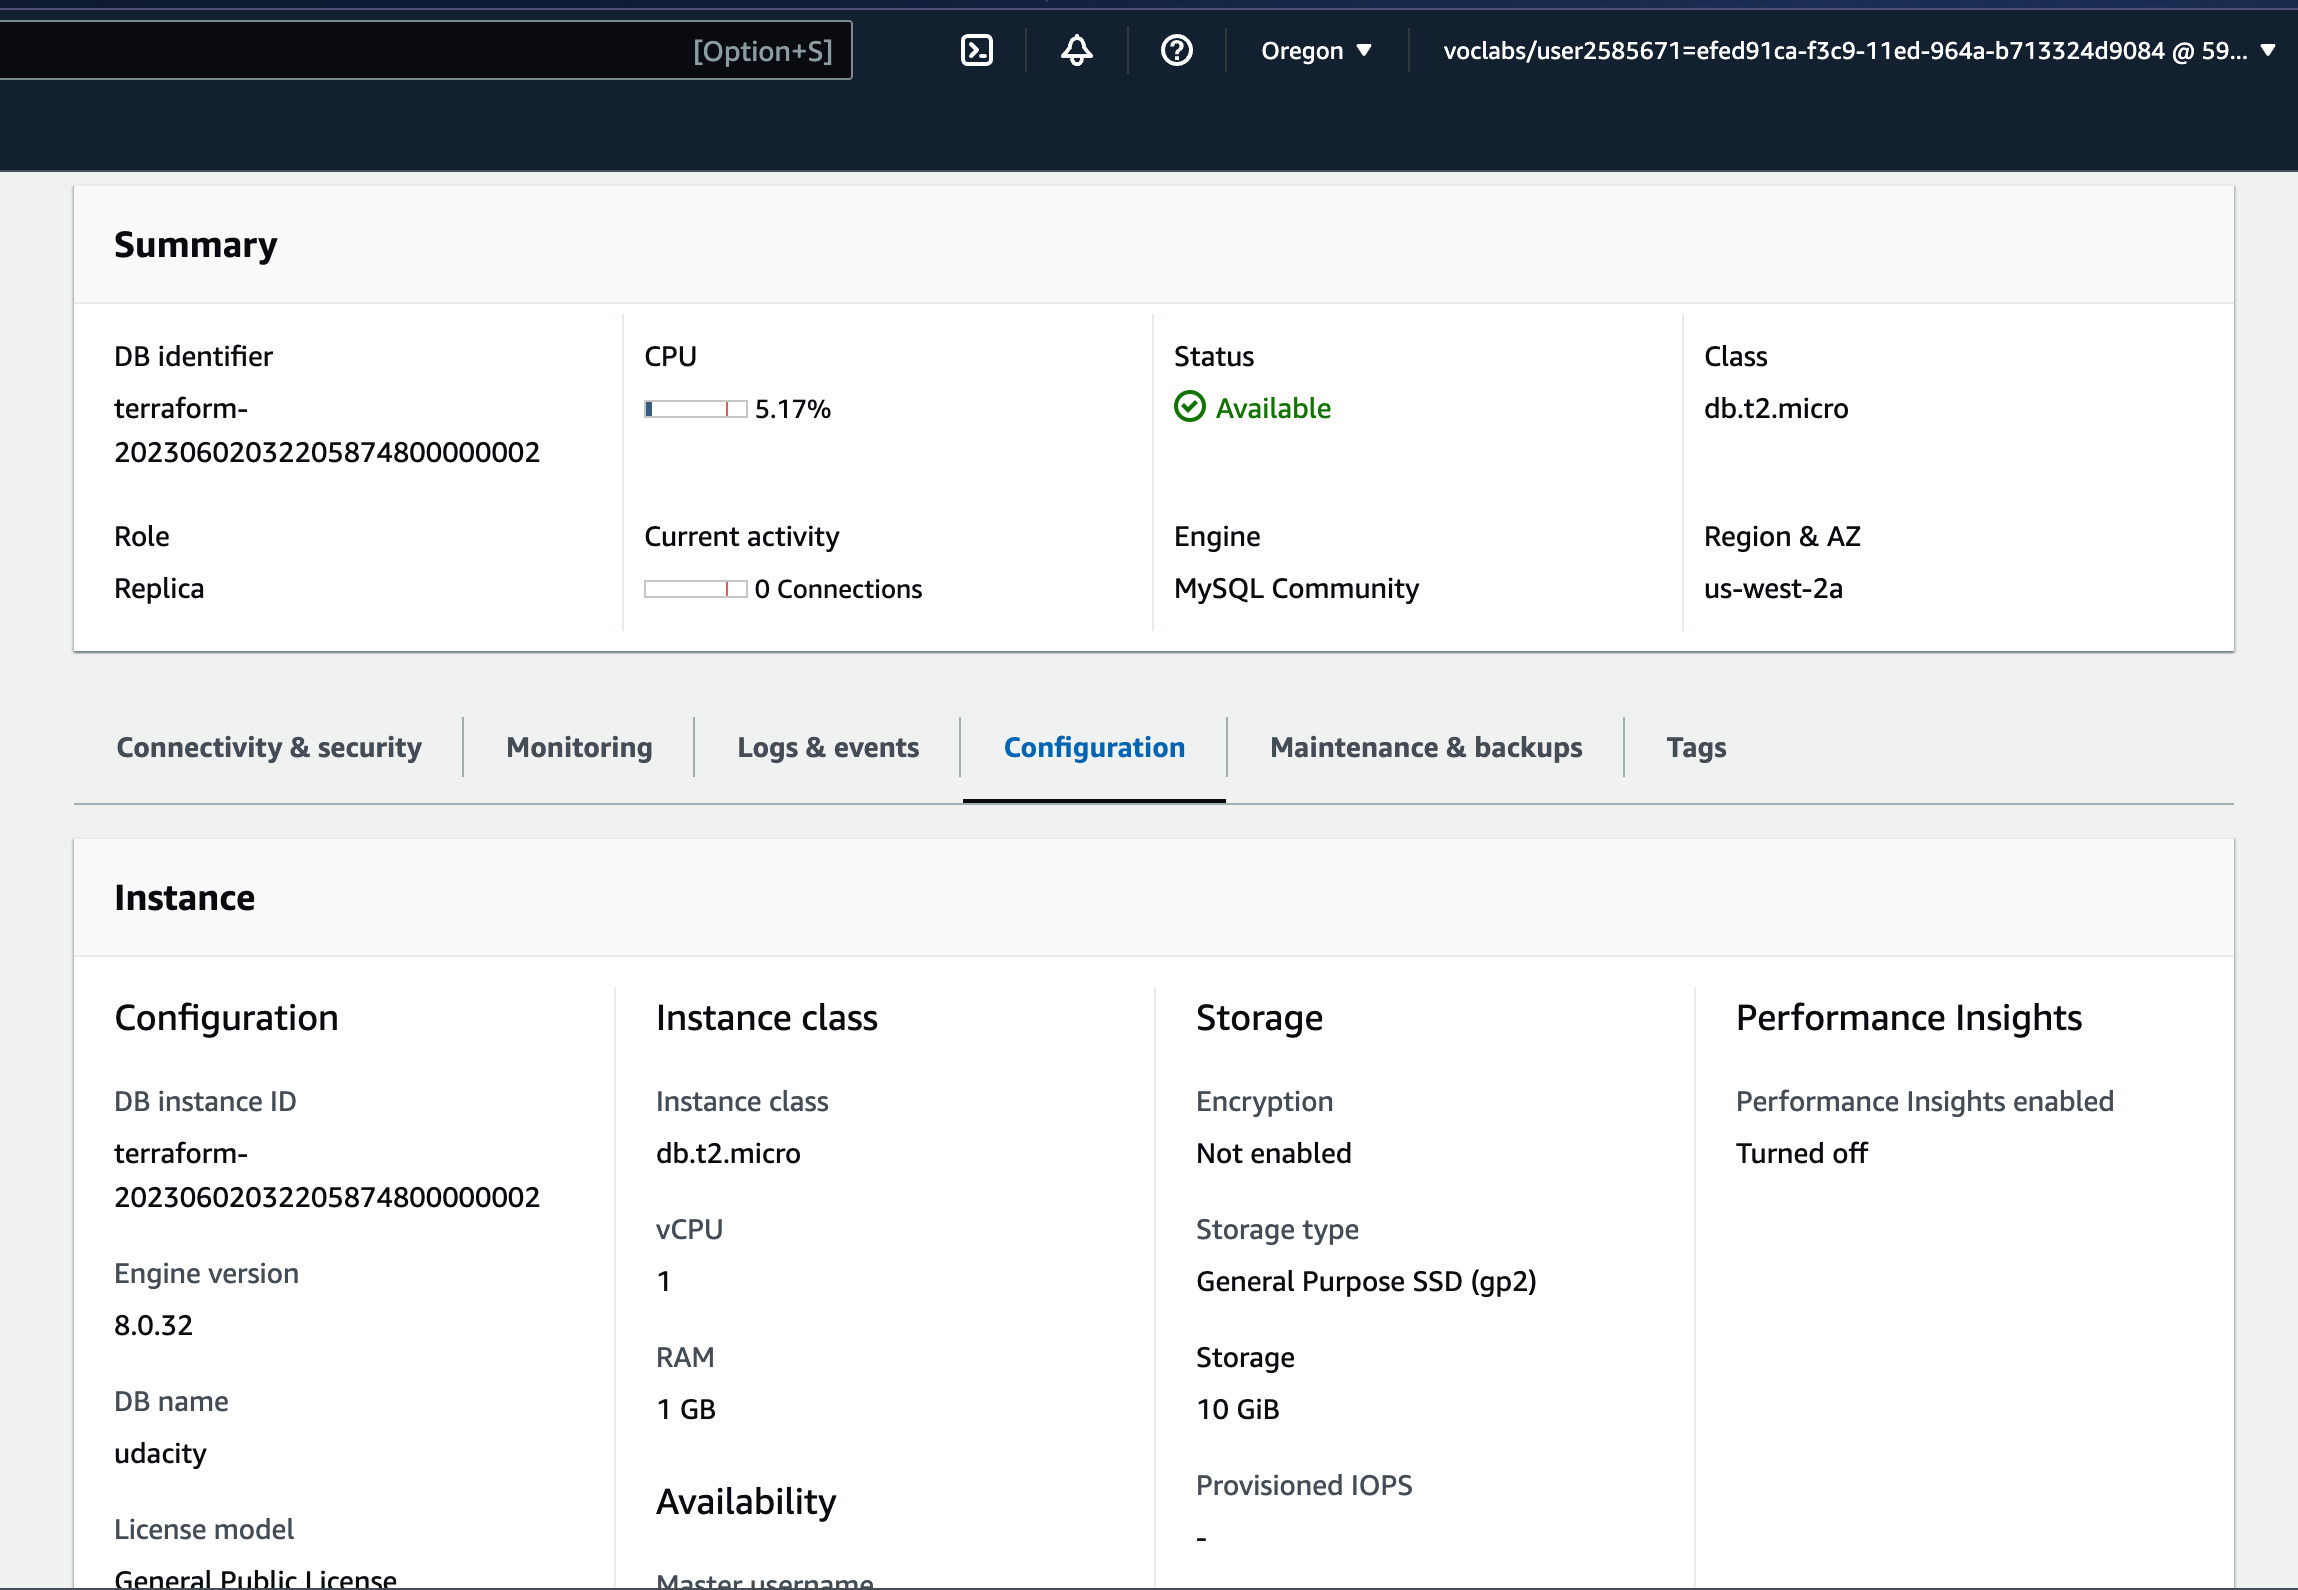 [Option+S]
Oregon
voclabs/user2585671=efed91ca-f3c9-11ed-964a-b713324d9084 @ 59...
Summary
DB identifier
terraform-
20230602032205874800000002
CPU
5.17%
Status
Available
Class
db.t2.micro
Role
Replica
Current activity
0 Connections
Engine
MySQL Community
Region & AZ
us-west-2a
Connectivity & security
Monitoring
Logs & events
Configuration
Maintenance & backups
Tags
Instance
Configuration
DB instance ID
terraform-
20230602032205874800000002
Engine version
8.0.32
DB name
udacity
License model
General Public License
Instance class
Instance class
db.t2.micro
vCPU
1
RAM
1 GB
Availability
Master username
Storage
Encryption
Not enabled
Storage type
General Purpose SSD (gp2)
Storage
10 GiB
Provisioned IOPS
-
Performance Insights
Performance Insights enabled
Turned off